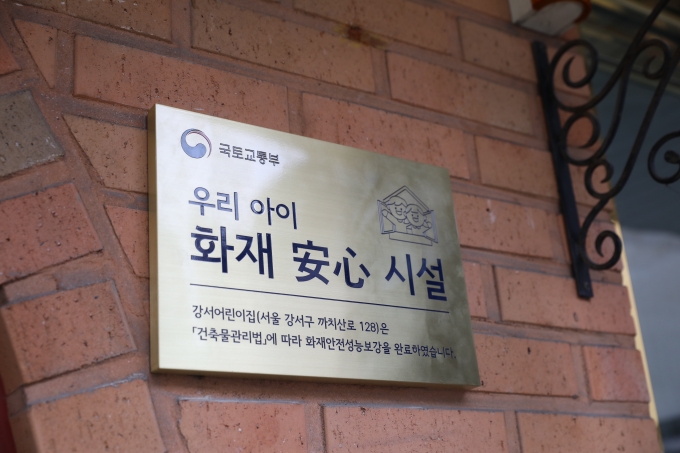 국토교통부
우리 아이
화재 安心 시설
강서어린이집(서울 강서구 까치산로 128)은
「건축물관리법」에 따라 화재안전성능보강을 완료하였습니다.